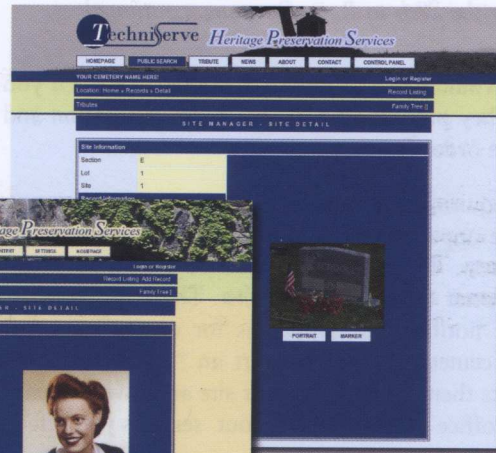 TechniServe Heritage Preservation Services
HOMEPAGE PUBLIC SEARCH TRIBUTE NEWS ABOUT CONTACT CONTROL PANEL
YOUR CEMETERY NAME HERE! Login or Register
Location: Home » Records » Detail Record Listing
Tributes Family Tree []
SITE MANAGER - SITE DETAIL
Site Information
Section E
Lot 1
Site 1
PORTRAIT MARKER
age Preservation Services
SETTINGS
Login or Register
Record Listing Add Record
Family Tree []
- SITE DETAIL